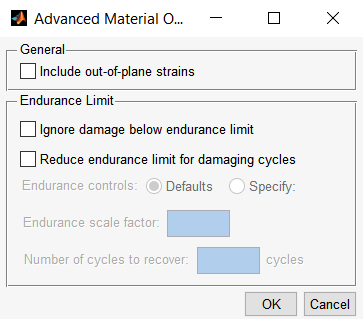 Advanced Material O...
General
Include out-of-plane strains
Endurance Limit
Ignore damage below endurance limit
Reduce endurance limit for damaging cycles
Endurance controls: Defaults Specify:
Endurance scale factor:
Number of cycles to recover: cycles
OK Cancel